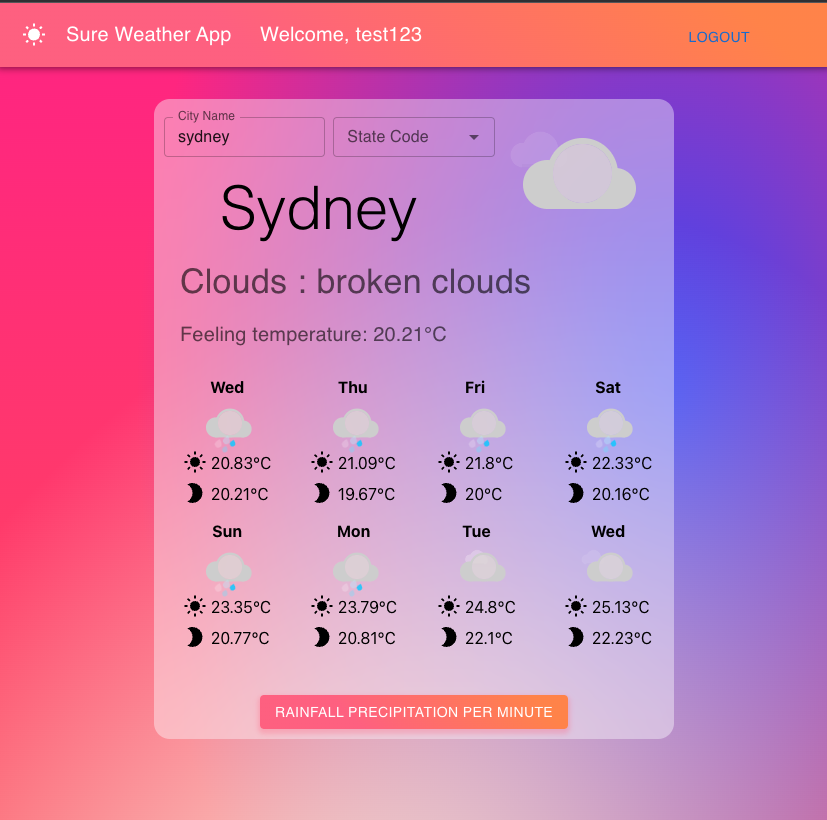 Sure Weather App Welcome, test123 LOGOUT
City Name
sydney State Code
Sydney
Clouds : broken clouds
Feeling temperature: 20.21°C
Wed Thu Fri Sat
20.83°C 21.09°C 21.8°C 22.33°C
20.21°C 19.67°C 20°C 20.16°C
Sun Mon Tue Wed
23.35°C 23.79°C 24.8°C 25.13°C
20.77°C 20.81°C 22.1°C 22.23°C
RAINFALL PRECIPITATION PER MINUTE